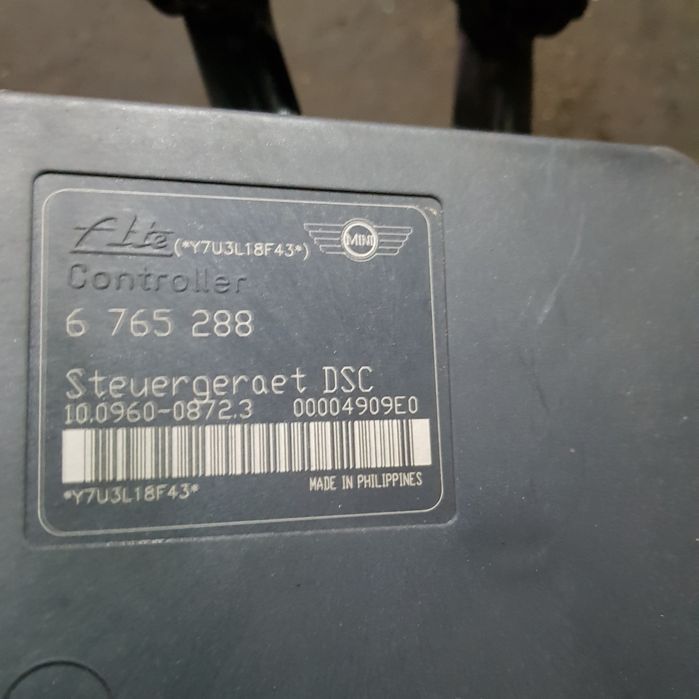 Ate (*Y7U3L18F43*) MINI
Controller
6 765 288
Steuergeraet DSC
10.0960-0872.3 00004909E0
MADE IN PHILIPPINES
*Y7U3L18F43*